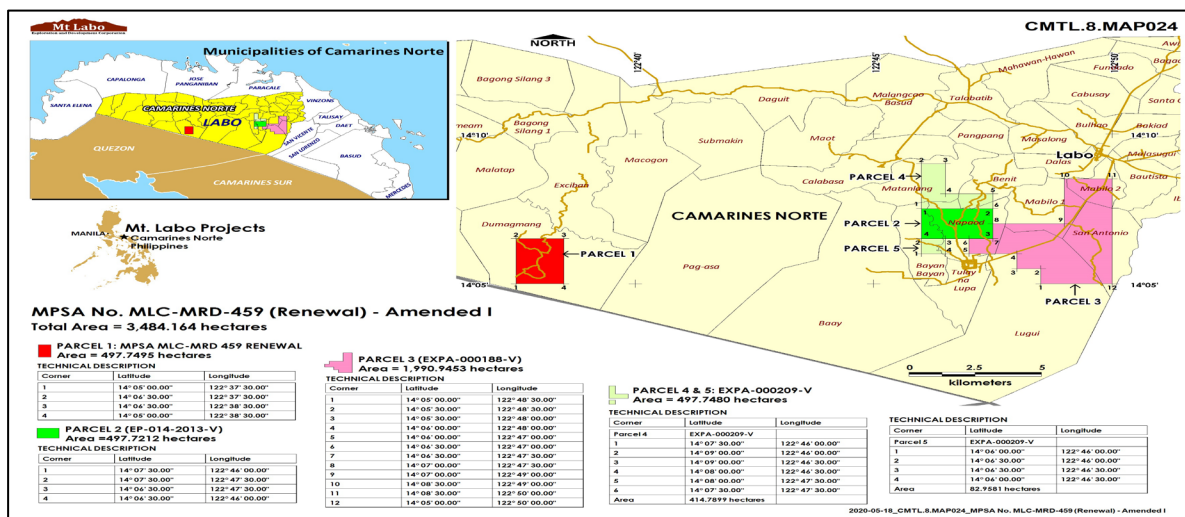 Mt Labo
Exploration and Development Corporation
CMTL.8.MAP024
Municipalities of Camarines Norte
CAPALONGA
JOSE
PANGANIBAN
PARACALE
SANTA ELENA
VINZONS
CAMARINES NORTE
LABO
TALISAY
DAET
SAN VICENTE
SAN LORENZO
BASUD
MERCEDES
QUEZON
CAMARINES SUR
MANILA
Mt. Labo Projects
Camarines Norte
Philippines
NORTH
122°40'
122°45'
122°50'
14°10'
14°10'
14°05'
14°05'
Bagong Silang 3
Bagong
Silang 1
Malatap
Excihan
Macogon
Dumagmang
Submakin
Daguit
Malangcao
Basud
Talobatib
Mahawan-Hawan
Fundado
Cabusay
Bulhao
Bakiad
Malasugui
Bautista
Pangpang
Masalong
Dalas
Labo
Maot
Calabasa
Matanlang
Benit
Mabilo 1
Mabilo 2
Napaod
San Antonio
CAMARINES NORTE
Pag-asa
Bayan
Bayan
Tulay
na
Lupa
Baay
Lugui
PARCEL 4
PARCEL 2
PARCEL 5
PARCEL 1
PARCEL 3
0
2.5
5
kilometers
MPSA No. MLC-MRD-459 (Renewal) - Amended I
Total Area = 3,484.164 hectares
PARCEL 1: MPSA MLC-MRD 459 RENEWAL
Area = 497.7495 hectares
TECHNICAL DESCRIPTION
Corner Latitude Longitude
1 14° 05' 00.00" 122° 37' 30.00"
2 14° 06' 30.00" 122° 37' 30.00"
3 14° 06' 30.00" 122° 38' 30.00"
4 14° 05' 00.00" 122° 38' 30.00"
PARCEL 2 (EP-014-2013-V)
Area =497.7212 hectares
TECHNICAL DESCRIPTION
Corner Latitude Longitude
1 14° 07' 30.00" 122° 46' 00.00"
2 14° 07' 30.00" 122° 47' 30.00"
3 14° 06' 30.00" 122° 47' 30.00"
4 14° 06' 30.00" 122° 46' 00.00"
PARCEL 3 (EXPA-000188-V)
Area = 1,990.9453 hectares
TECHNICAL DESCRIPTION
Corner Latitude Longitude
1 14° 05' 00.00" 122° 48' 30.00"
2 14° 05' 30.00" 122° 48' 30.00"
3 14° 05' 30.00" 122° 48' 00.00"
4 14° 06' 00.00" 122° 48' 00.00"
5 14° 06' 00.00" 122° 47' 00.00"
6 14° 06' 30.00" 122° 47' 00.00"
7 14° 06' 30.00" 122° 47' 30.00"
8 14° 07' 00.00" 122° 47' 30.00"
9 14° 07' 00.00" 122° 49' 00.00"
10 14° 08' 30.00" 122° 49' 00.00"
11 14° 08' 30.00" 122° 50' 00.00"
12 14° 05' 00.00" 122° 50' 00.00"
PARCEL 4 & 5: EXPA-000209-V
Area = 497.7480 hectares
TECHNICAL DESCRIPTION
Corner Latitude Longitude
Parcel 4 EXPA-000209-V
1 14° 07' 30.00" 122° 46' 00.00"
2 14° 09' 00.00" 122° 46' 00.00"
3 14° 09' 00.00" 122° 46' 30.00"
4 14° 08' 00.00" 122° 46' 30.00"
5 14° 08' 00.00" 122° 47' 30.00"
6 14° 07' 30.00" 122° 47' 30.00"
Area 414.7899 hectares
TECHNICAL DESCRIPTION
Corner Latitude Longitude
Parcel 5 EXPA-000209-V
1 14° 06' 00.00" 122° 46' 00.00"
2 14° 06' 30.00" 122° 46' 00.00"
3 14° 06' 30.00" 122° 46' 30.00"
4 14° 06' 00.00" 122° 46' 30.00"
Area 82.9581 hectares
2020-05-18_CMTL.8.MAP024_MPSA No. MLC-MRD-459 (Renewal) - Amended I